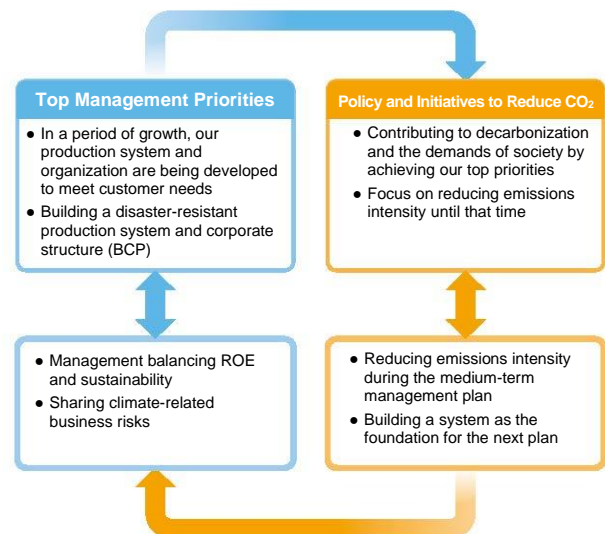 Top Management Priorities
● In a period of growth, our
production system and
organization are being developed
to meet customer needs
● Building a disaster-resistant
production system and corporate
structure (BCP)
Policy and Initiatives to Reduce CO₂
● Contributing to decarbonization
and the demands of society by
achieving our top priorities
● Focus on reducing emissions
intensity until that time
● Management balancing ROE
and sustainability
● Sharing climate-related
business risks
● Reducing emissions intensity
during the medium-term
management plan
● Building a system as the
foundation for the next plan